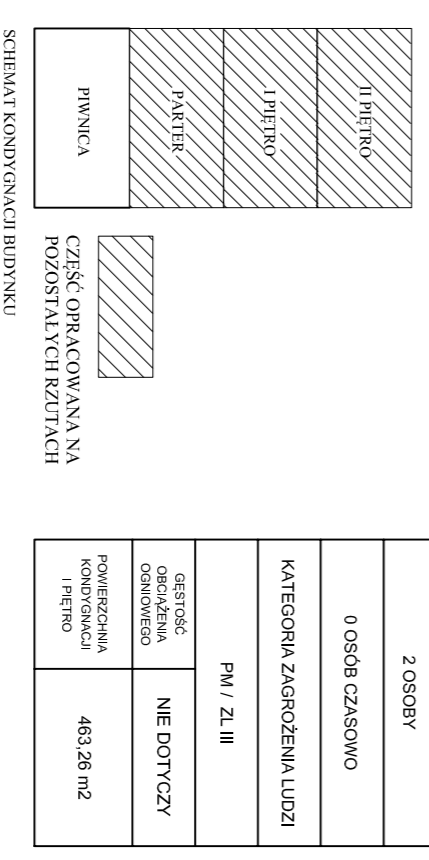 II PIĘTRO
I PIĘTRO
PARTER
PIWNICA
CZĘŚĆ OPRACOWANA NA
POZOSTAŁYCH RZUTACH
SCHEMAT KONDYGNACJI BUDYNKU
2 OSOBY
0 OSÓB CZASOWO
KATEGORIA ZAGROŻENIA LUDZI
PM / ZL III
GĘSTOŚĆ
OBCIĄŻENIA
OGNIOWEGO
NIE DOTYCZY
POWIERZCHNIA
KONDYGNACJI
I PIĘTRO
463,26 m2